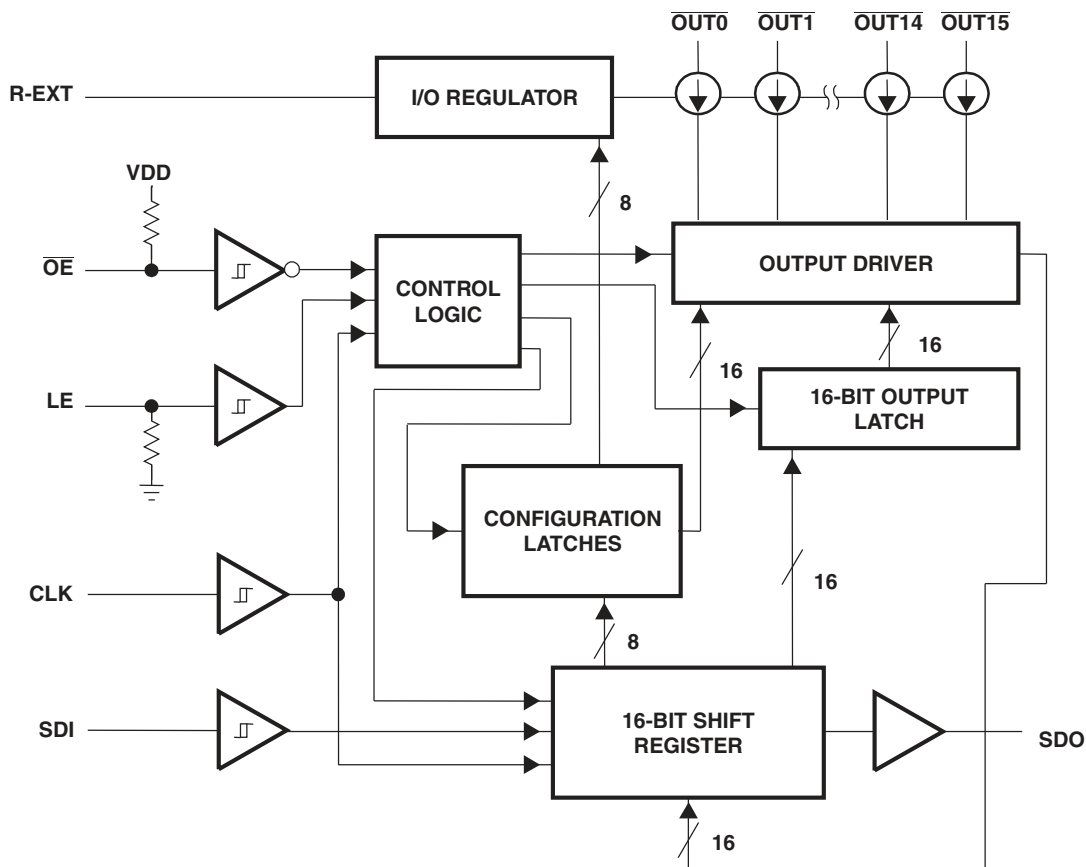 OUT0 OUT1 OUT14 OUT15
R-EXT
I/O REGULATOR
VDD
8
OE
CONTROL
LOGIC
OUTPUT DRIVER
16
16
LE
16-BIT OUTPUT
LATCH
CONFIGURATION
LATCHES
16
CLK
8
SDI
16-BIT SHIFT
REGISTER
SDO
16